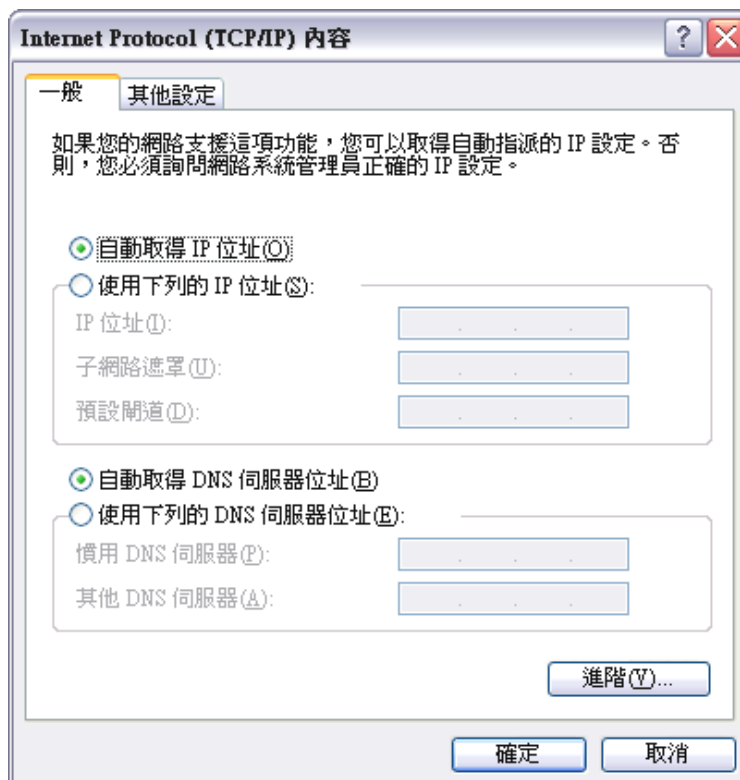 Internet Protocol (TCP/IP) 內容
一般
其他設定
如果您的網路支援這項功能，您可以取得自動指派的 IP 設定。否
則，您必須詢問網路系統管理員正確的 IP 設定。
自動取得 IP 位址(O)
使用下列的 IP 位址(S):
IP 位址(I):
子網路遮罩(U):
預設閘道(D):
自動取得 DNS 伺服器位址(B)
使用下列的 DNS 伺服器位址(E):
慣用 DNS 伺服器(P):
其他 DNS 伺服器(A):
進階(V)...
確定
取消